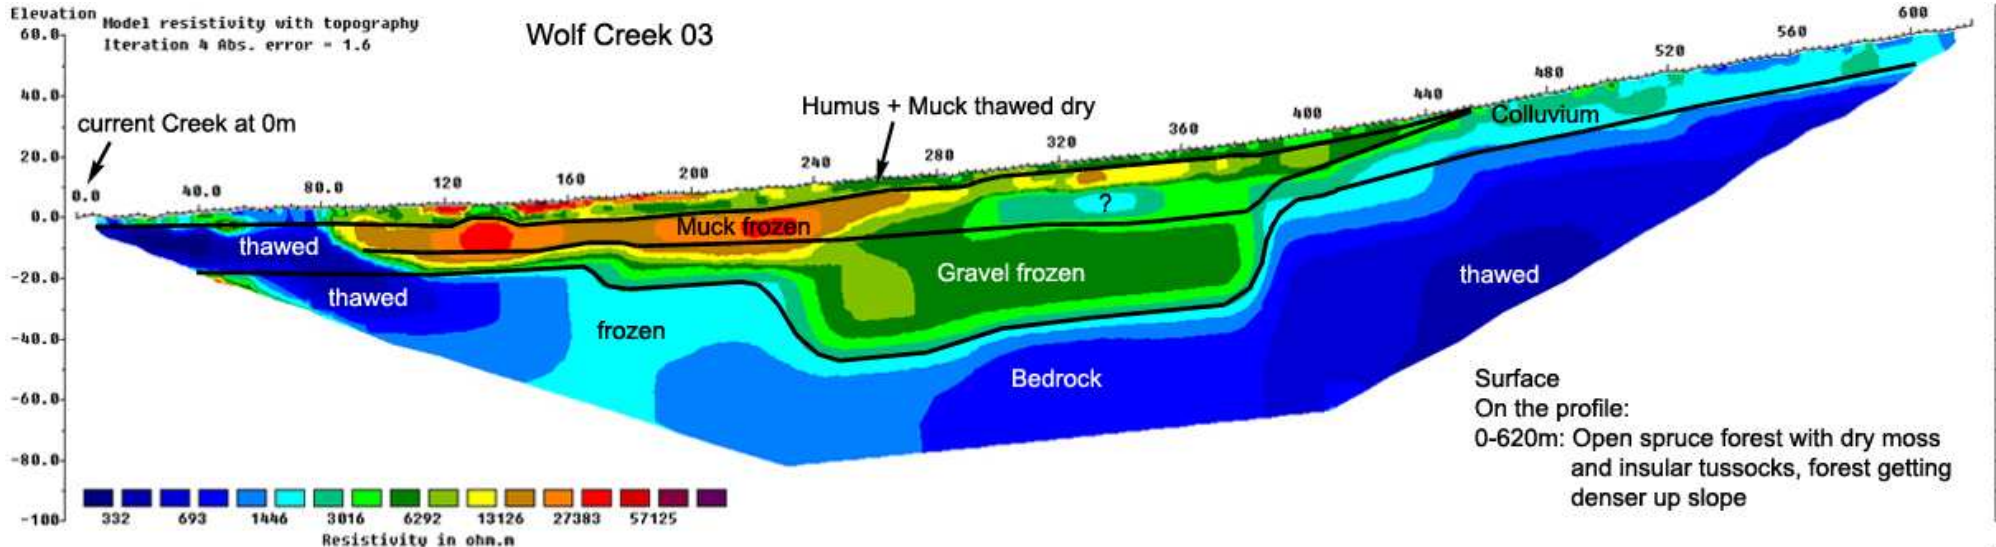 Elevation
Model resistivity with topography
Iteration 4 Abs. error = 1.6
Wolf Creek 03
60.0
40.0
20.0
0.0
-20.0
-40.0
-60.0
-80.0
-100
current Creek at 0m
Humus + Muck thawed dry
0.0 40.0 80.0 120 160 200 240 280 320 360 400 440 480 520 560 600
Colluvium
?
Muck frozen
thawed
Gravel frozen
thawed
thawed
frozen
Bedrock
Surface
On the profile:
0-620m: Open spruce forest with dry moss
and insular tussocks, forest getting
denser up slope
332 693 1446 3016 6292 13126 27383 57125
Resistivity in ohm.m